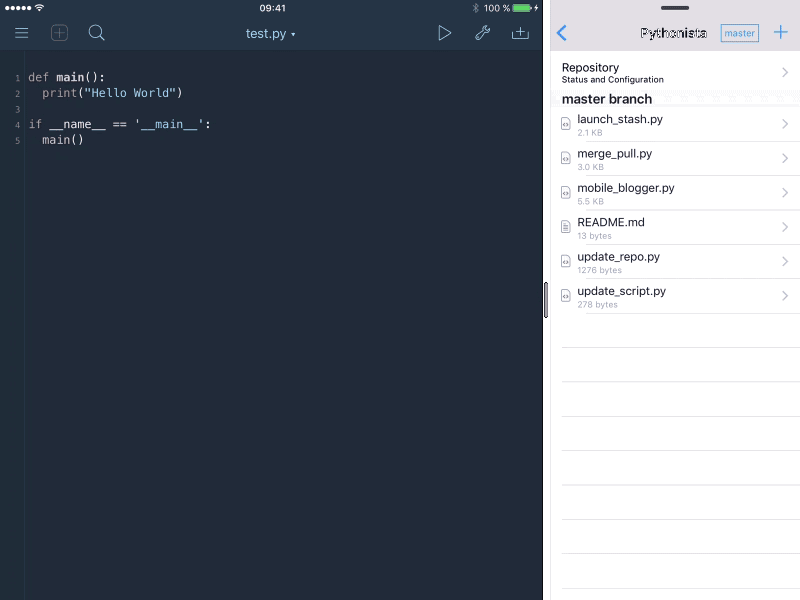 09:41
100 %
test.py
1 def main():
2 print("Hello World")
3
4 if __name__ == '__main__':
5 main()
Pythonista
master
Repository
Status and Configuration
master branch
launch_stash.py
2.1 KB
merge_pull.py
3.0 KB
mobile_blogger.py
5.5 KB
README.md
13 bytes
update_repo.py
1276 bytes
update_script.py
278 bytes